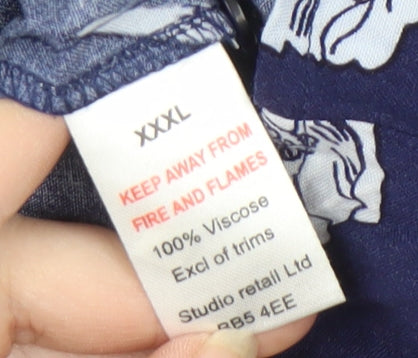 XXXL
KEEP AWAY FROM
FIRE AND FLAMES
100% Viscose
Excl of trims
Studio retail Ltd
BB5 4EE